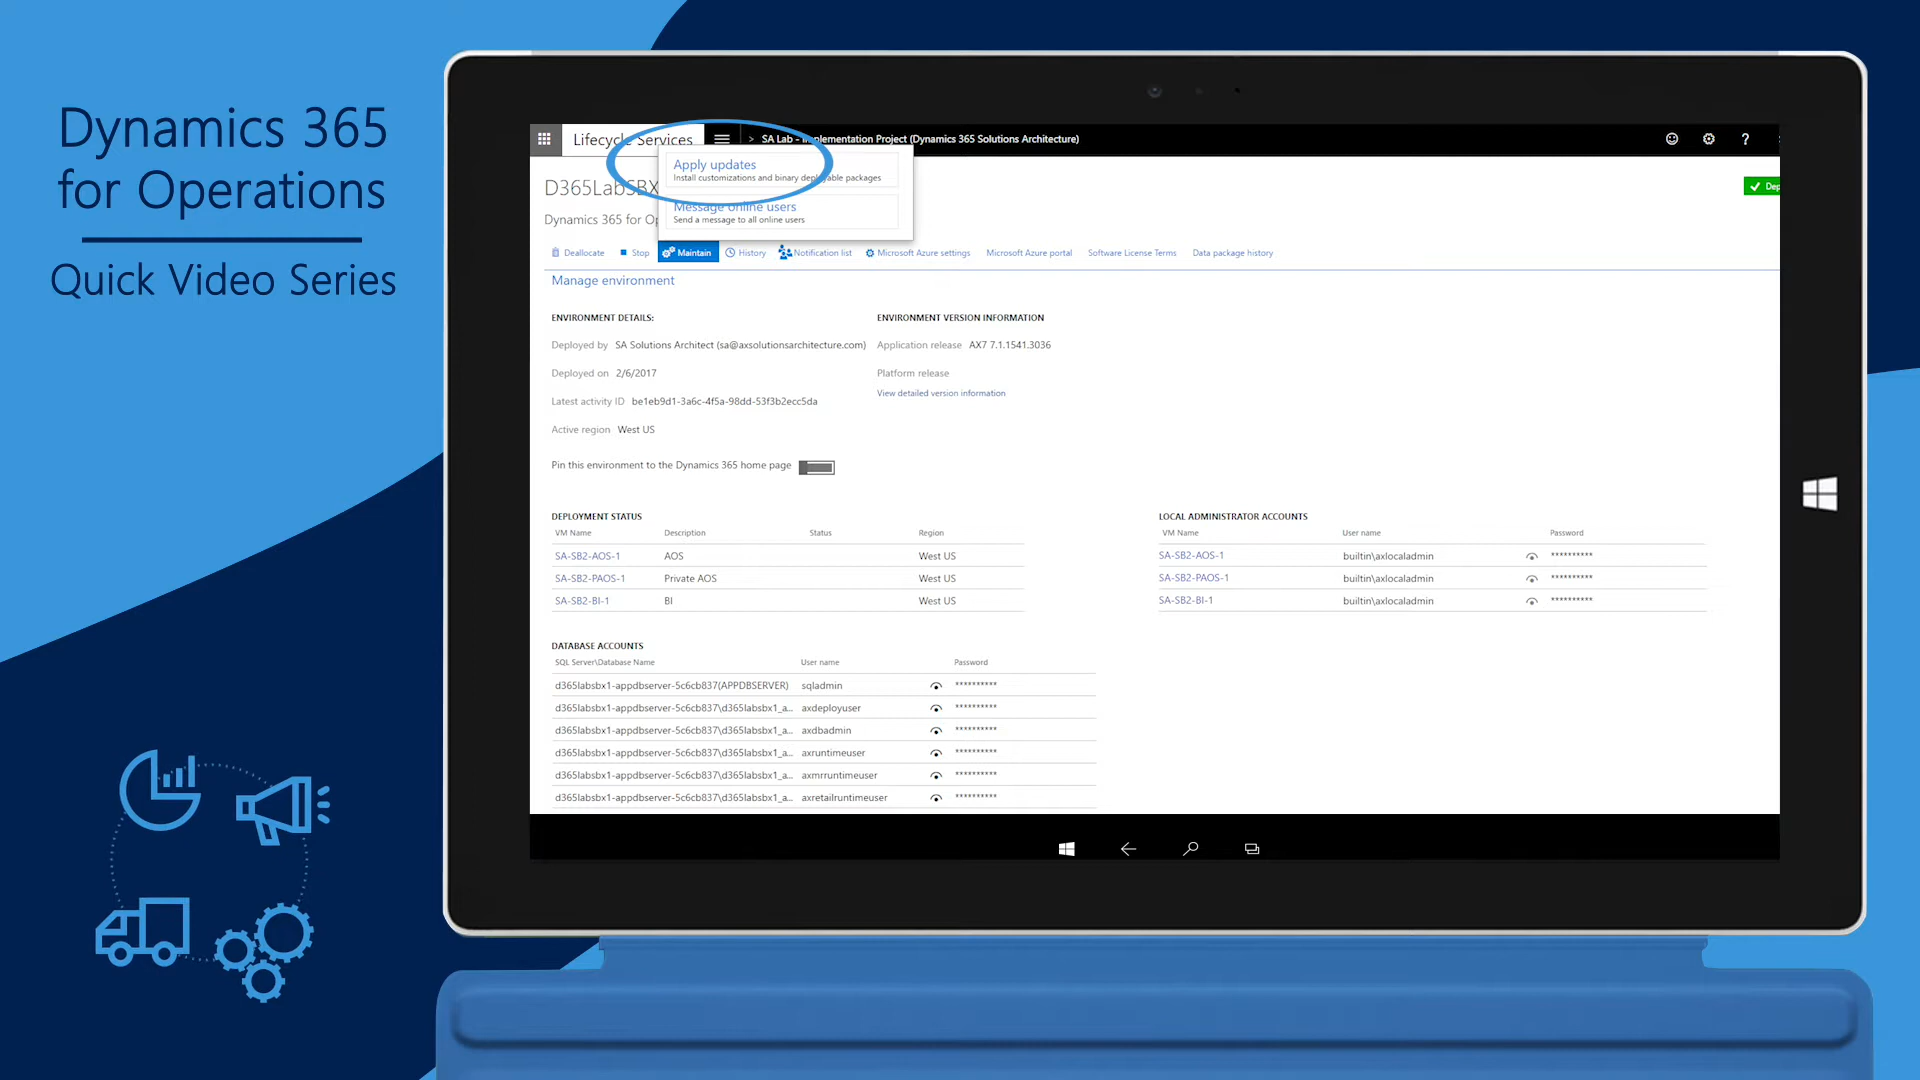 Dynamics 365
for Operations
Quick Video Series
Lifecycle Services
> SA Lab - Implementation Project (Dynamics 365 Solutions Architecture)
?
Apply updates
Install customizations and binary deployable packages
D365LabSBX
Message online users
Dynamics 365 for Op
Send a message to all online users
Dep
Deallocate
Stop
Maintain
History
Notification list
Microsoft Azure settings
Microsoft Azure portal
Software License Terms
Data package history
Manage environment
ENVIRONMENT DETAILS:
Deployed by SA Solutions Architect (sa@axsolutionsarchitecture.com)
Deployed on 2/6/2017
Latest activity ID be1eb9d1-3a6c-4f5a-98dd-53f3b2ecc5da
Active region West US
Pin this environment to the Dynamics 365 home page
ENVIRONMENT VERSION INFORMATION
Application release AX7 7.1.1541.3036
Platform release
View detailed version information
DEPLOYMENT STATUS
VM Name Description Status Region
SA-SB2-AOS-1 AOS West US
SA-SB2-PAOS-1 Private AOS West US
SA-SB2-BI-1 BI West US
LOCAL ADMINISTRATOR ACCOUNTS
VM Name User name Password
SA-SB2-AOS-1 builtin\axlocaladmin **********
SA-SB2-PAOS-1 builtin\axlocaladmin **********
SA-SB2-BI-1 builtin\axlocaladmin **********
DATABASE ACCOUNTS
SQL Server\Database Name User name Password
d365labsbx1-appdbserver-5c6cb837(APPDBSERVER) sqladmin **********
d365labsbx1-appdbserver-5c6cb837\d365labsbx1_a... axdeployuser **********
d365labsbx1-appdbserver-5c6cb837\d365labsbx1_a... axdbadmin **********
d365labsbx1-appdbserver-5c6cb837\d365labsbx1_a... axruntimeuser **********
d365labsbx1-appdbserver-5c6cb837\d365labsbx1_a... axmrruntimeuser **********
d365labsbx1-appdbserver-5c6cb837\d365labsbx1_a... axretailruntimeuser **********